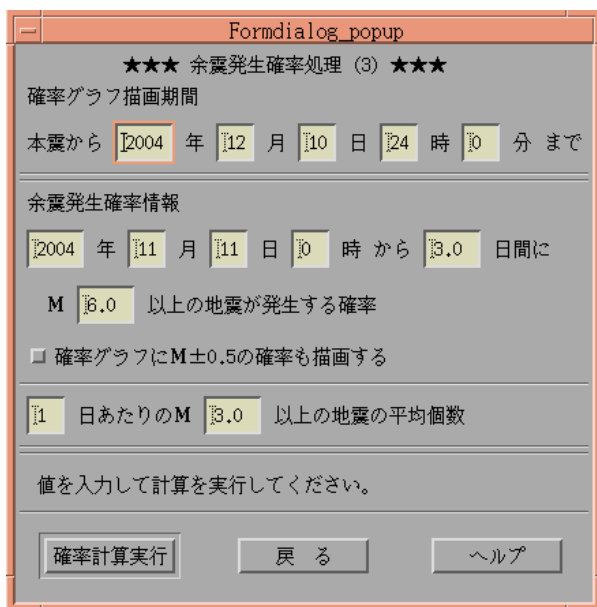 Formdialog_popup
★★★ 余震発生確率処理 (3) ★★★
確率グラフ描画期間
本震から 2004 年 12 月 10 日 24 時 0 分 まで
余震発生確率情報
2004 年 11 月 11 日 0 時 から 3.0 日間に
M 6.0 以上の地震が発生する確率
確率グラフにM±0.5の確率も描画する
1 日あたりのM 3.0 以上の地震の平均個数
値を入力して計算を実行してください。
確率計算実行 戻 る ヘルプ